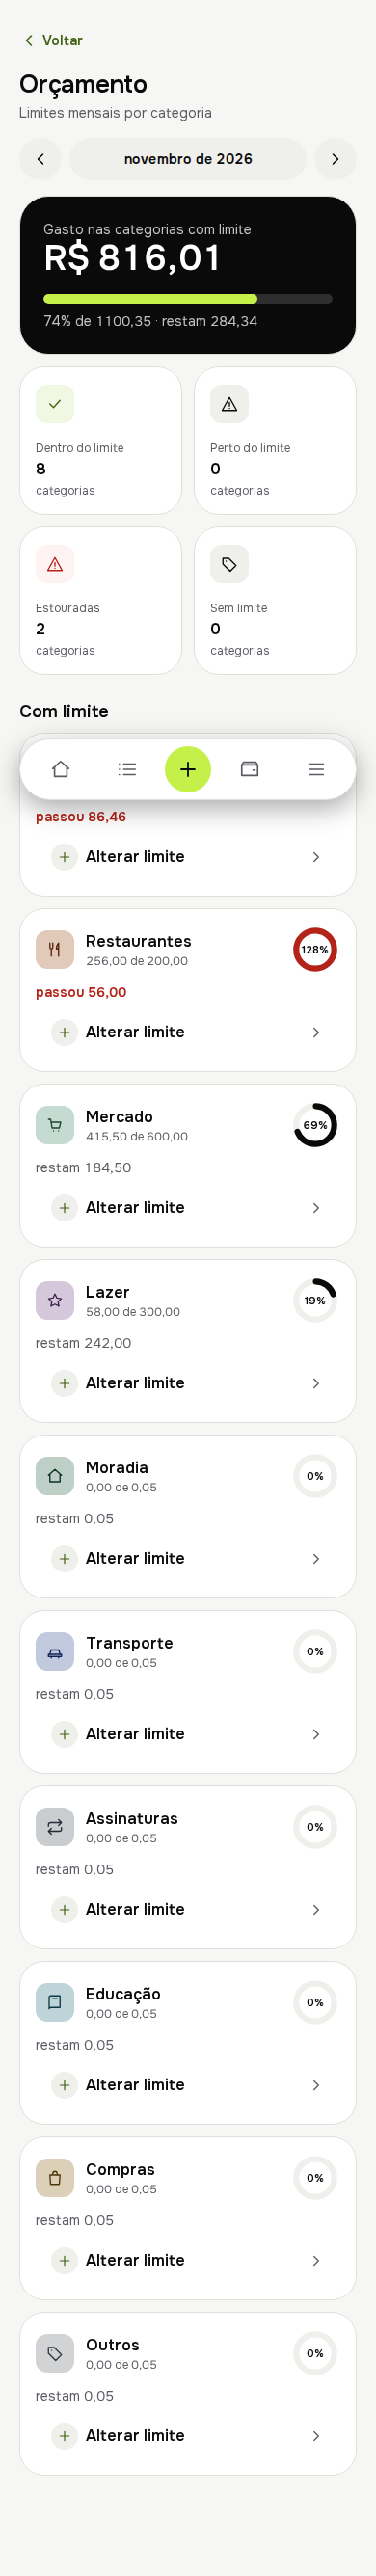 Voltar
Orçamento
Limites mensais por categoria
novembro de 2026
Gasto nas categorias com limite
R$ 816,01
74% de 1100,35 · restam 284,34
Dentro do limite
8
categorias
Perto do limite
0
categorias
Estouradas
2
categorias
Sem limite
0
categorias
Com limite
passou 86,46
Alterar limite
Restaurantes
256,00 de 200,00
128%
passou 56,00
Alterar limite
Mercado
415,50 de 600,00
69%
restam 184,50
Alterar limite
Lazer
58,00 de 300,00
19%
restam 242,00
Alterar limite
Moradia
0,00 de 0,05
0%
restam 0,05
Alterar limite
Transporte
0,00 de 0,05
0%
restam 0,05
Alterar limite
Assinaturas
0,00 de 0,05
0%
restam 0,05
Alterar limite
Educação
0,00 de 0,05
0%
restam 0,05
Alterar limite
Compras
0,00 de 0,05
0%
restam 0,05
Alterar limite
Outros
0,00 de 0,05
0%
restam 0,05
Alterar limite